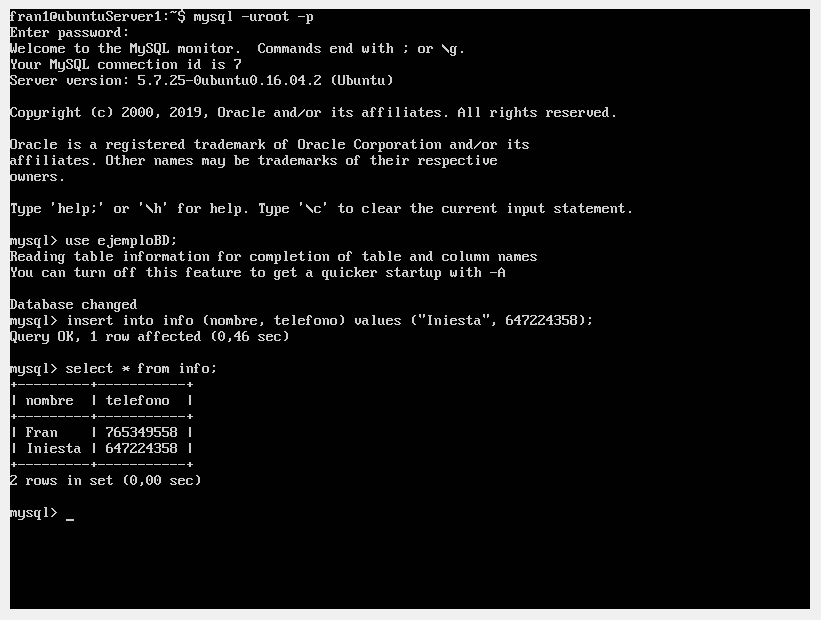 fran1@ubuntuServer1:~$ mysql -uroot -p
Enter password:
Welcome to the MySQL monitor.  Commands end with ; or \g.
Your MySQL connection id is 7
Server version: 5.7.25-0ubuntu0.16.04.2 (Ubuntu)

Copyright (c) 2000, 2019, Oracle and/or its affiliates. All rights reserved.

Oracle is a registered trademark of Oracle Corporation and/or its
affiliates. Other names may be trademarks of their respective
owners.

Type 'help;' or '\h' for help. Type '\c' to clear the current input statement.

mysql> use ejemploBD;
Reading table information for completion of table and column names
You can turn off this feature to get a quicker startup with -A

Database changed
mysql> insert into info (nombre, telefono) values ("Iniesta", 647224358);
Query OK, 1 row affected (0,46 sec)

mysql> select * from info;
+---------+-----------+
| nombre  | telefono  |
+---------+-----------+
| Fran    | 765349558 |
| Iniesta | 647224358 |
+---------+-----------+
2 rows in set (0,00 sec)

mysql> _